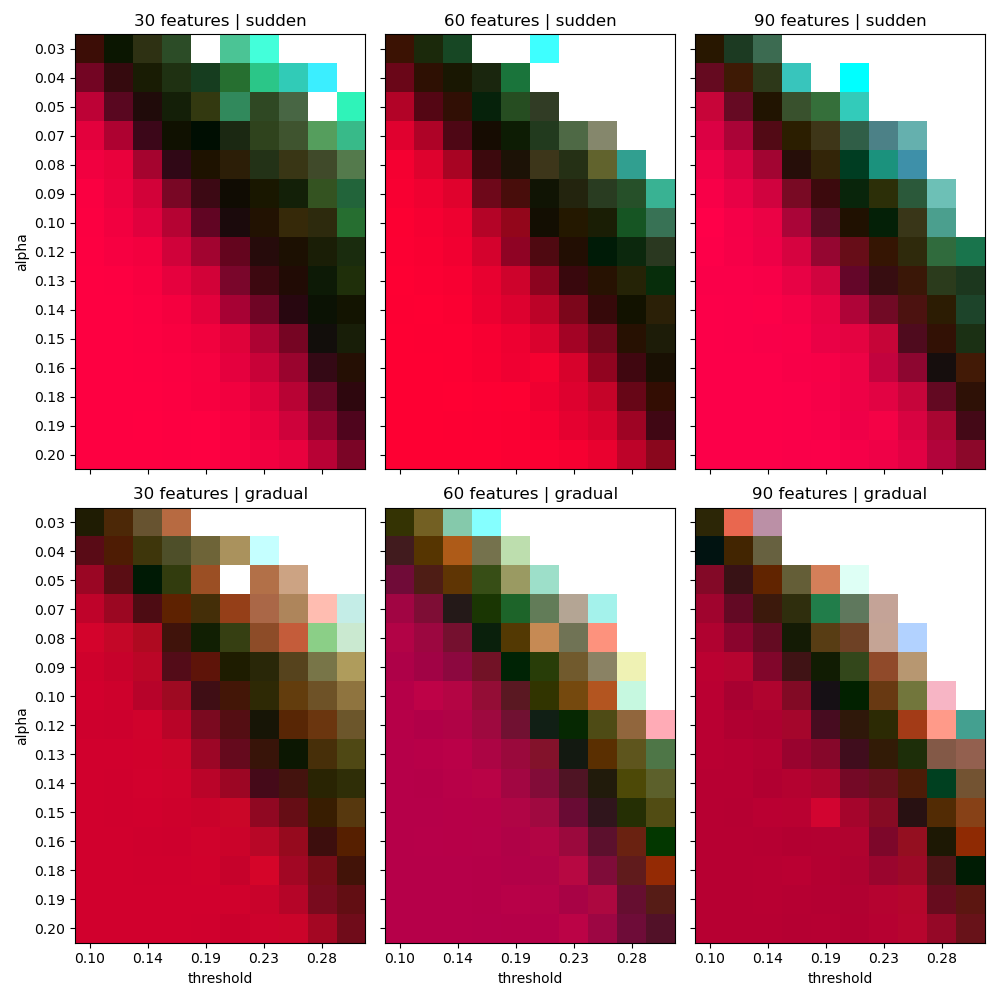 30 features | sudden
60 features | sudden
90 features | sudden
alpha
0.03
0.04
0.05
0.07
0.08
0.09
0.10
0.12
0.13
0.14
0.15
0.16
0.18
0.19
0.20
30 features | gradual
60 features | gradual
90 features | gradual
alpha
0.03
0.04
0.05
0.07
0.08
0.09
0.10
0.12
0.13
0.14
0.15
0.16
0.18
0.19
0.20
0.10 0.14 0.19 0.23 0.28
0.10 0.14 0.19 0.23 0.28
0.10 0.14 0.19 0.23 0.28
threshold
threshold
threshold